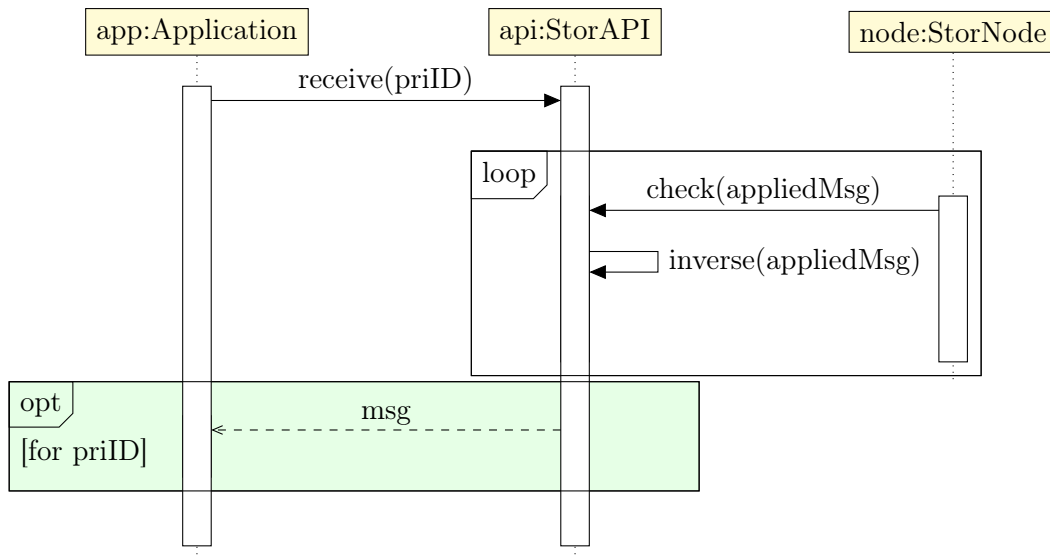 app:Application
api:StorAPI
node:StorNode
receive(priID)
loop
check(appliedMsg)
inverse(appliedMsg)
opt
msg
[for priID]